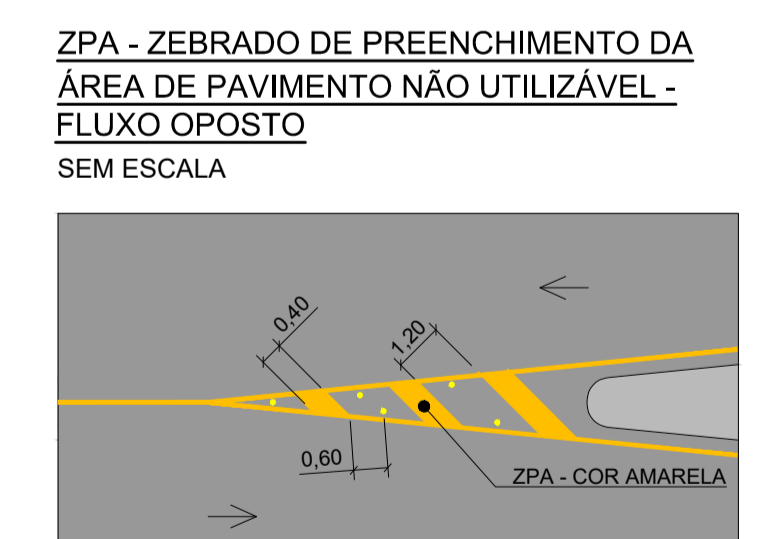 ZPA - ZEBRADO DE PREENCHIMENTO DA
ÁREA DE PAVIMENTO NÃO UTILIZÁVEL -
FLUXO OPOSTO
SEM ESCALA
0,40
1,20
0,60
ZPA - COR AMARELA